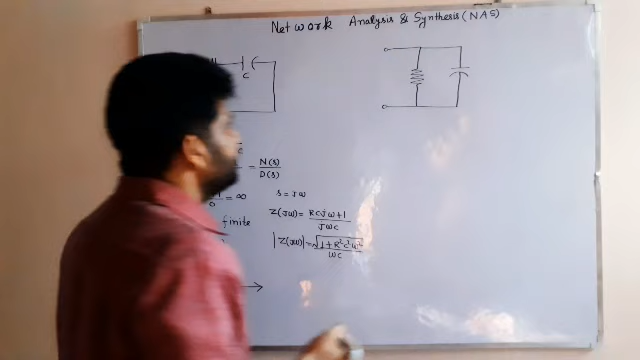 Network Analysis & Synthesis (NAS)
C
= N(s)/D(s)
= ∞ s = jω
finite Z(jω) = RCjω+1/jωC
|Z(jω)| = √1+R²C²ω²/ωC